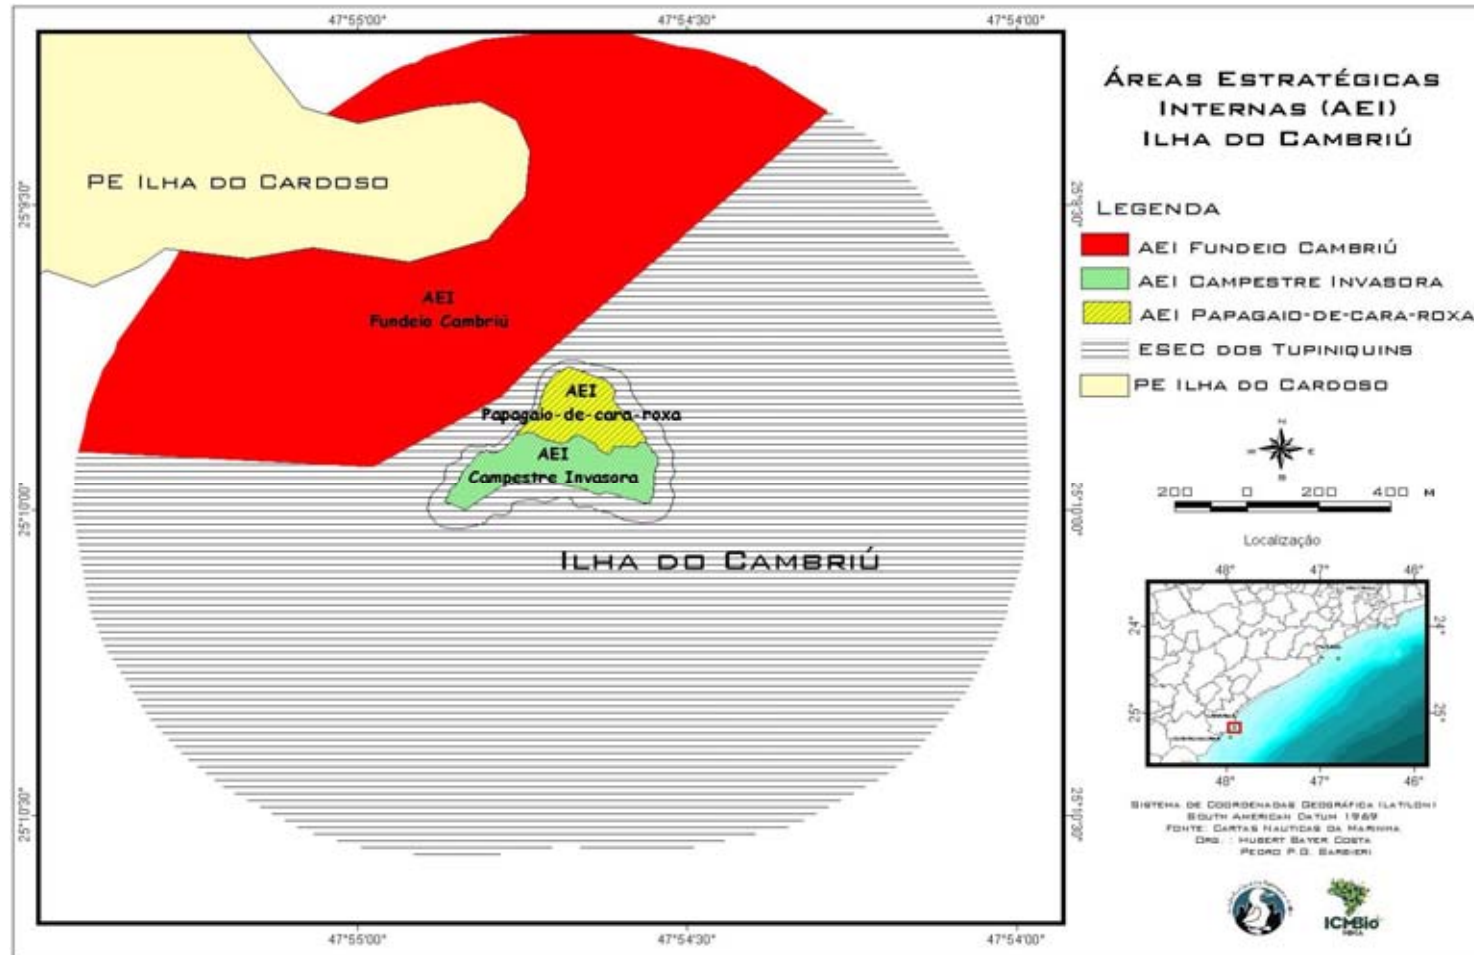 47°55'00" 47°54'30" 47°54'00"
25°9'30"
25°10'00"
25°10'30"
PE ILHA DO CARDOSO
AEI
Fundeio Cambriú
AEI
Papagaio-de-cara-roxa
AEI
Campestre Invasora
ILHA DO CAMBRIÚ
25°9'30"
25°10'00"
25°10'30"
47°55'00" 47°54'30" 47°54'00"
ÁREAS ESTRATÉGICAS
INTERNAS (AEI)
ILHA DO CAMBRIÚ
LEGENDA
AEI FUNDEIO CAMBRIÚ
AEI CAMPESTRE INVASORA
AEI PAPAGAIO-DE-CARA-ROXA
ESEC DOS TUPINIQUINS
PE ILHA DO CARDOSO
N
W E
S
200 0 200 400 M
Localização
48° 47° 46°
24° 24°
25° 25°
48° 47° 46°
SISTEMA DE COORDENADAS GEOGRÁFICA (LAT/LON)
SOUTH AMERICAN DATUM 1969
FONTE: CARTAS NAUTICAS DA MARINHA
ORG. : HUBERT BAYER COSTA
PEDRO P.G. BARBIERI
ICMBio